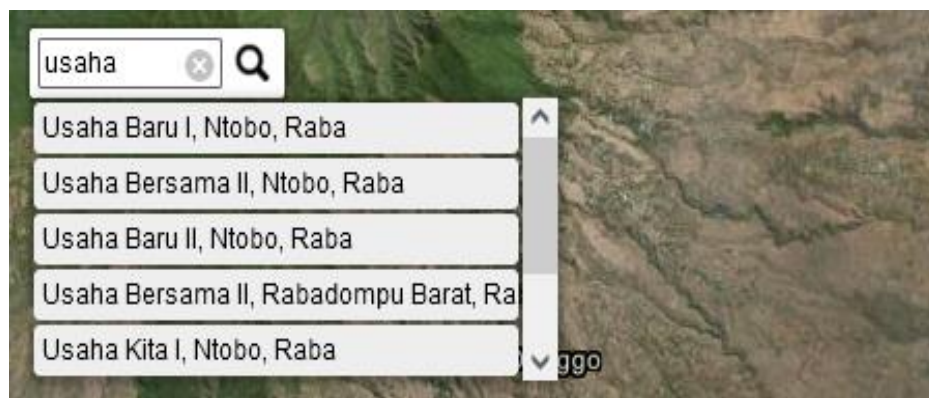 usaha
Usaha Baru I, Ntobo, Raba
Usaha Bersama II, Ntobo, Raba
Usaha Baru II, Ntobo, Raba
Usaha Bersama II, Rabadompu Barat, Ra
Usaha Kita I, Ntobo, Raba
ggo